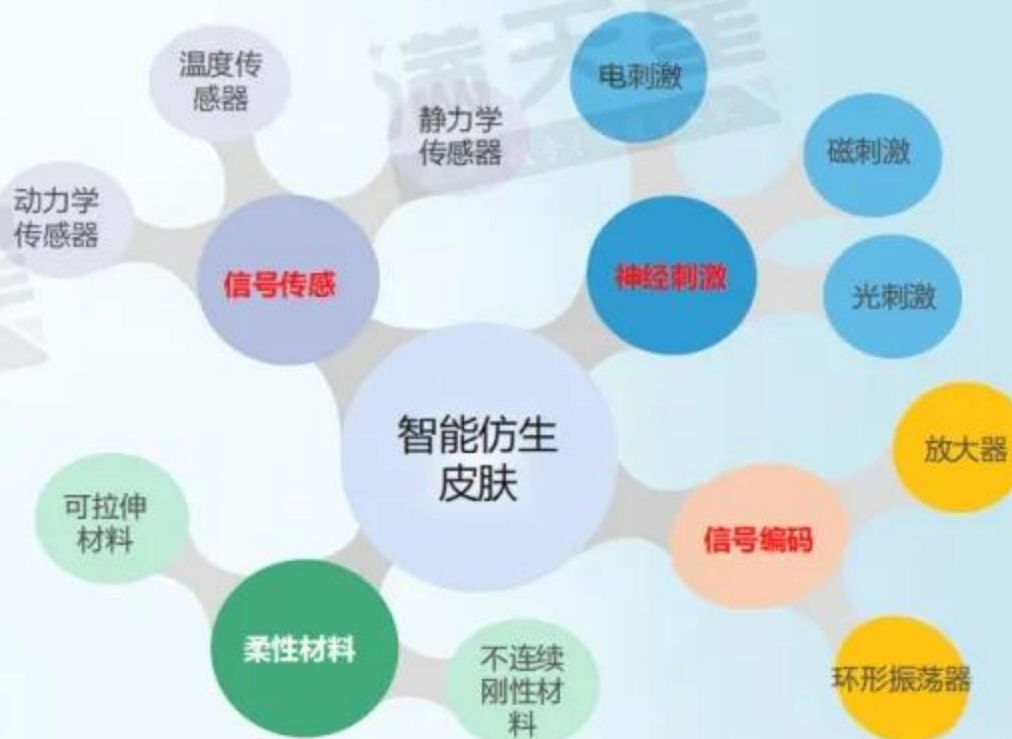 温度传
感器
静力学
传感器
动力学
传感器
信号传感
电刺激
磁刺激
光刺激
神经刺激
智能仿生
皮肤
放大器
信号编码
环形振荡器
可拉伸
材料
柔性材料
不连续
刚性材
料
满天星